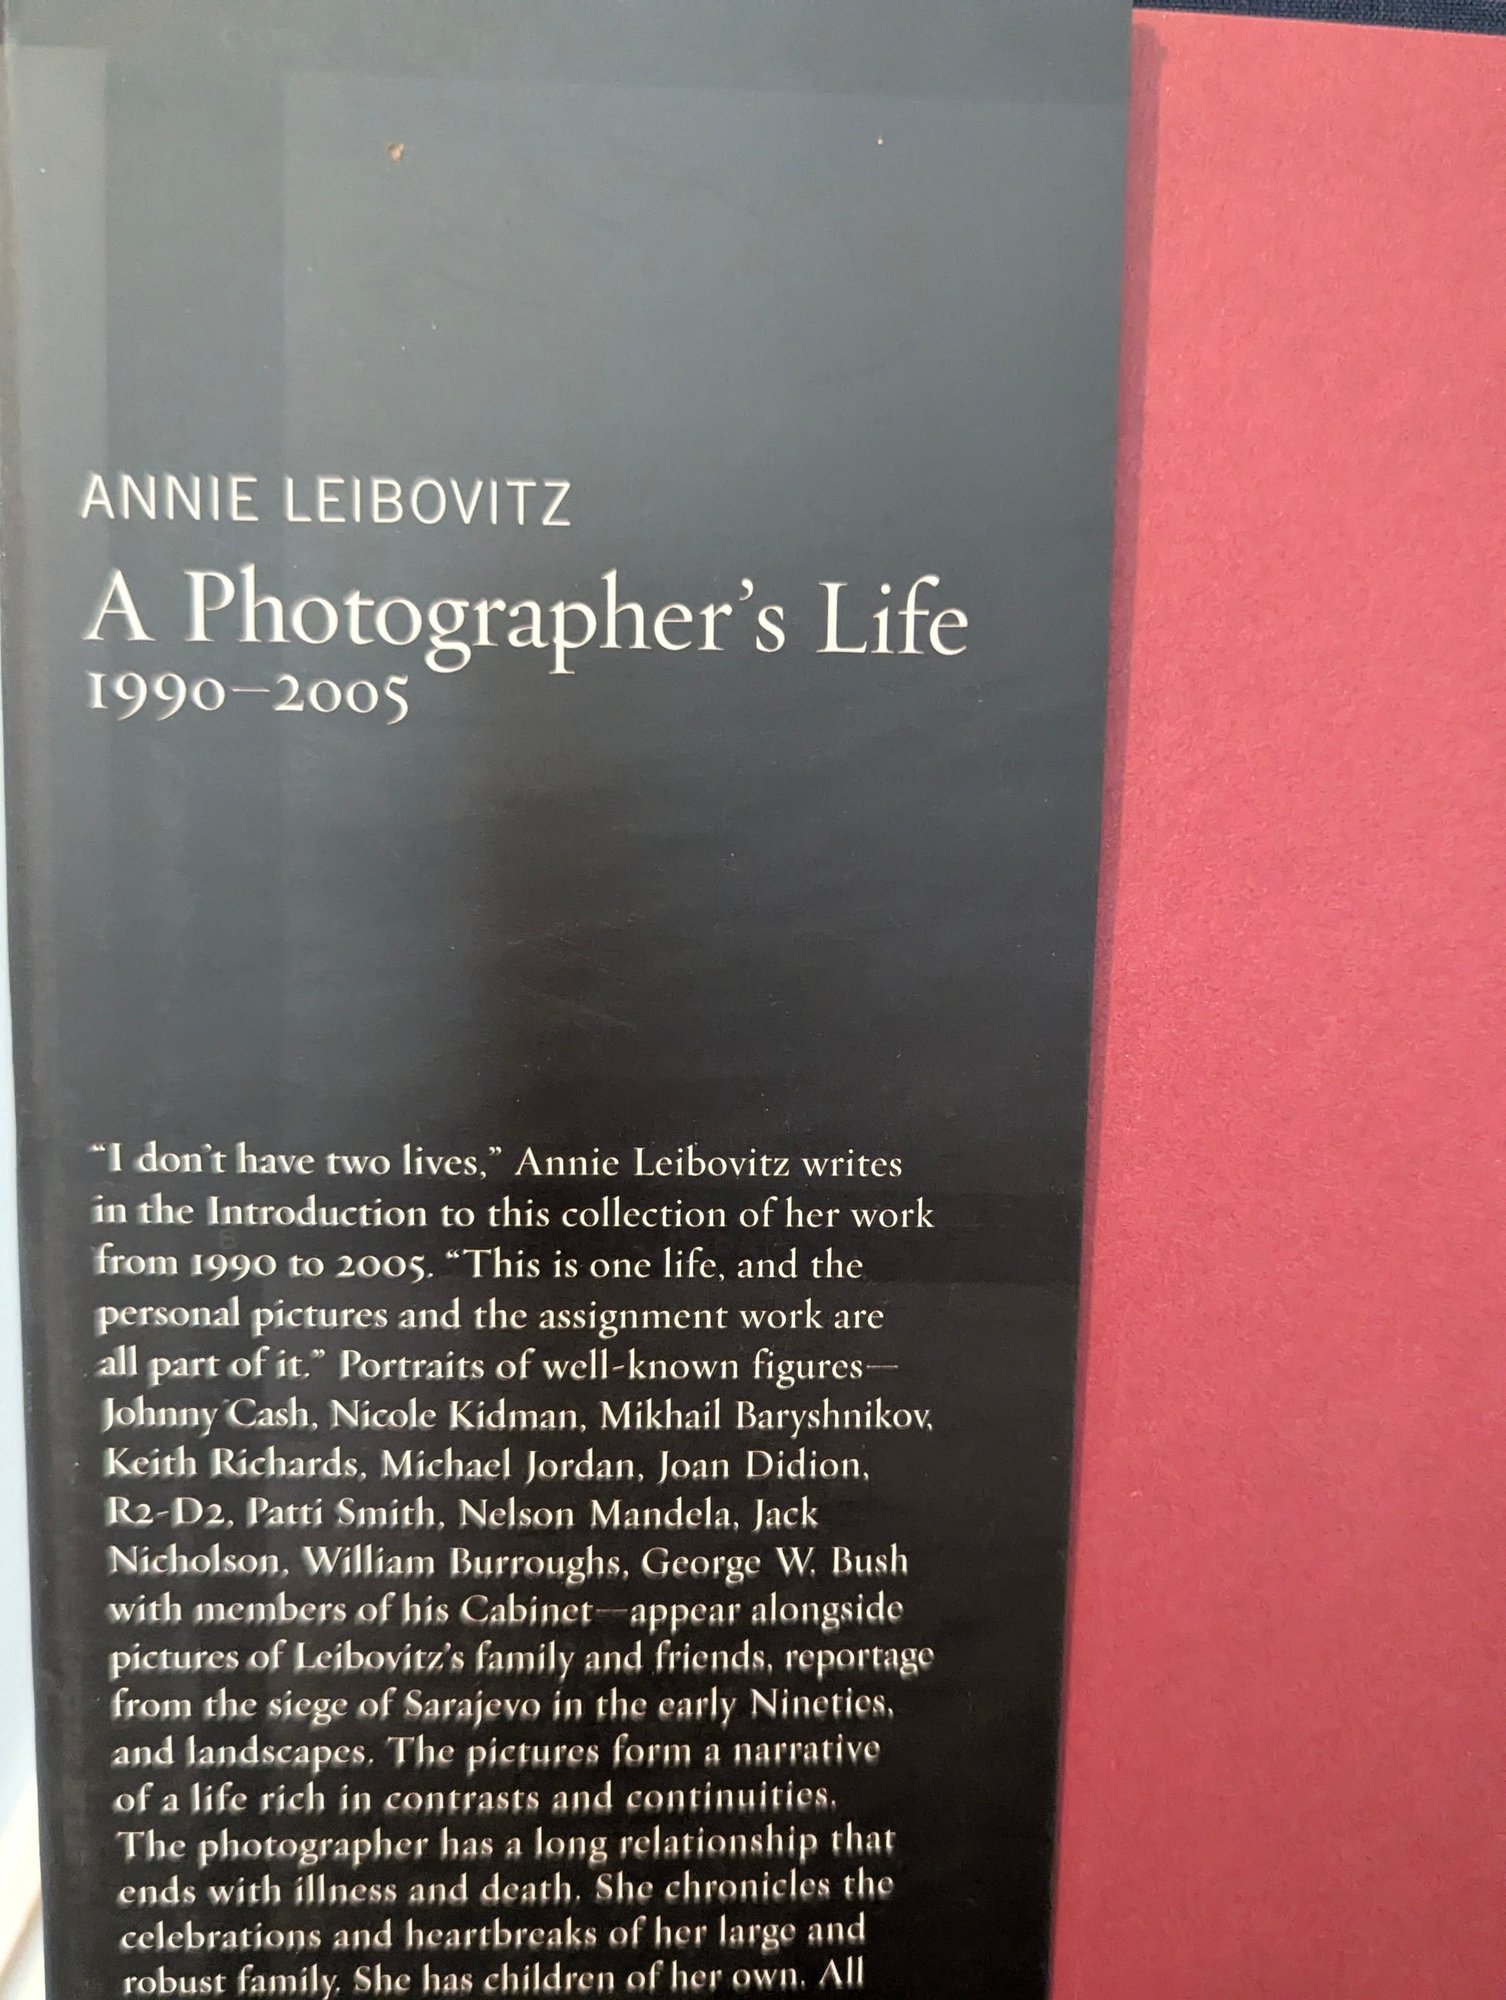 ANNIE LEIBOVITZ
A Photographer’s Life
1990–2005
“I don’t have two lives,” Annie Leibovitz writes
in the Introduction to this collection of her work
from 1990 to 2005. “This is one life, and the
personal pictures and the assignment work are
all part of it.” Portraits of well-known figures—
Johnny Cash, Nicole Kidman, Mikhail Baryshnikov,
Keith Richards, Michael Jordan, Joan Didion,
R2-D2, Patti Smith, Nelson Mandela, Jack
Nicholson, William Burroughs, George W. Bush
with members of his Cabinet—appear alongside
pictures of Leibovitz’s family and friends, reportage
from the siege of Sarajevo in the early Nineties,
and landscapes. The pictures form a narrative
of a life rich in contrasts and continuities.
The photographer has a long relationship that
ends with illness and death. She chronicles the
celebrations and heartbreaks of her large and
robust family. She has children of her own. All